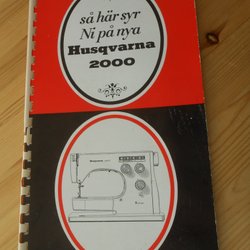 så här syr
Ni på nya
Husqvarna
2000